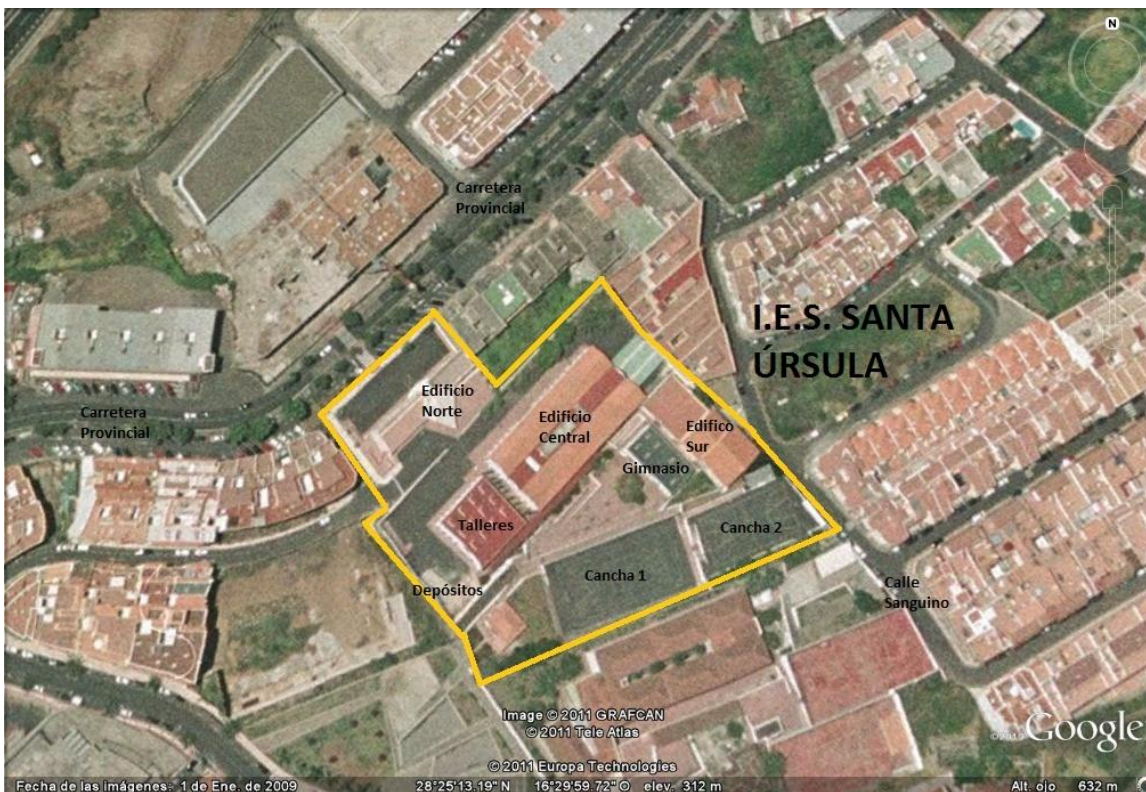 N
Carretera
Provincial
I.E.S. SANTA
ÚRSULA
Edificio
Norte
Carretera
Provincial
Edificio
Central
Edifico
Sur
Gimnasio
Talleres
Cancha 2
Cancha 1
Depósitos
Calle
Sanguino
Image © 2011 GRAFCAN
© 2011 Tele Atlas
© 2011 Europa Technologies
Google
Fecha de las imágenes: 1 de Ene. de 2009
28°25'13.19" N 16°29'59.72" O elev. 312 m
Alt. ojo 632 m